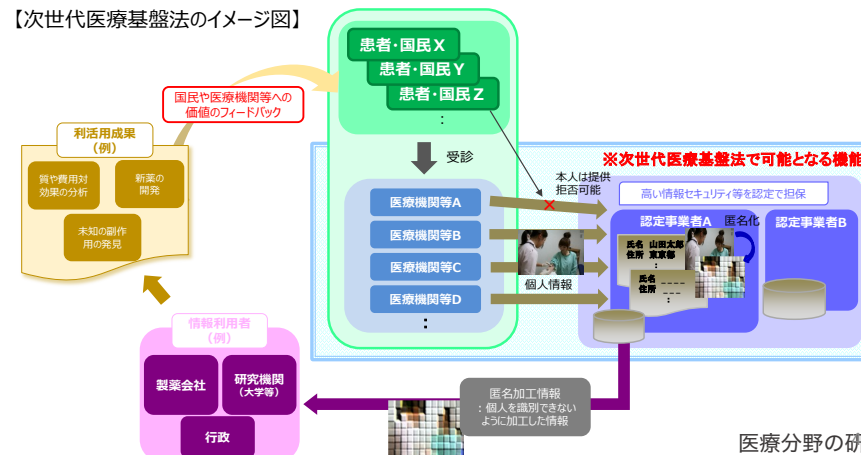 【次世代医療基盤法のイメージ図】
患者・国民X
患者・国民Y
患者・国民Z
：
国民や医療機関等への
価値のフィードバック
利活用成果
（例）
質や費用対
効果の分析
新薬の
開発
未知の副作
用の発見
受診
※次世代医療基盤法で可能となる機能
本人は提供
拒否可能
高い情報セキュリティ等を認定で担保
医療機関等A
医療機関等B
医療機関等C
医療機関等D
：
個人情報
認定事業者A
匿名化
認定事業者B
氏名 山田太郎
住所 東京都
：
氏名 ＿＿＿＿
住所 ＿＿＿
：
情報利用者
（例）
製薬会社
研究機関
（大学等）
行政
匿名加工情報
：個人を識別できない
ように加工した情報
医療分野の研